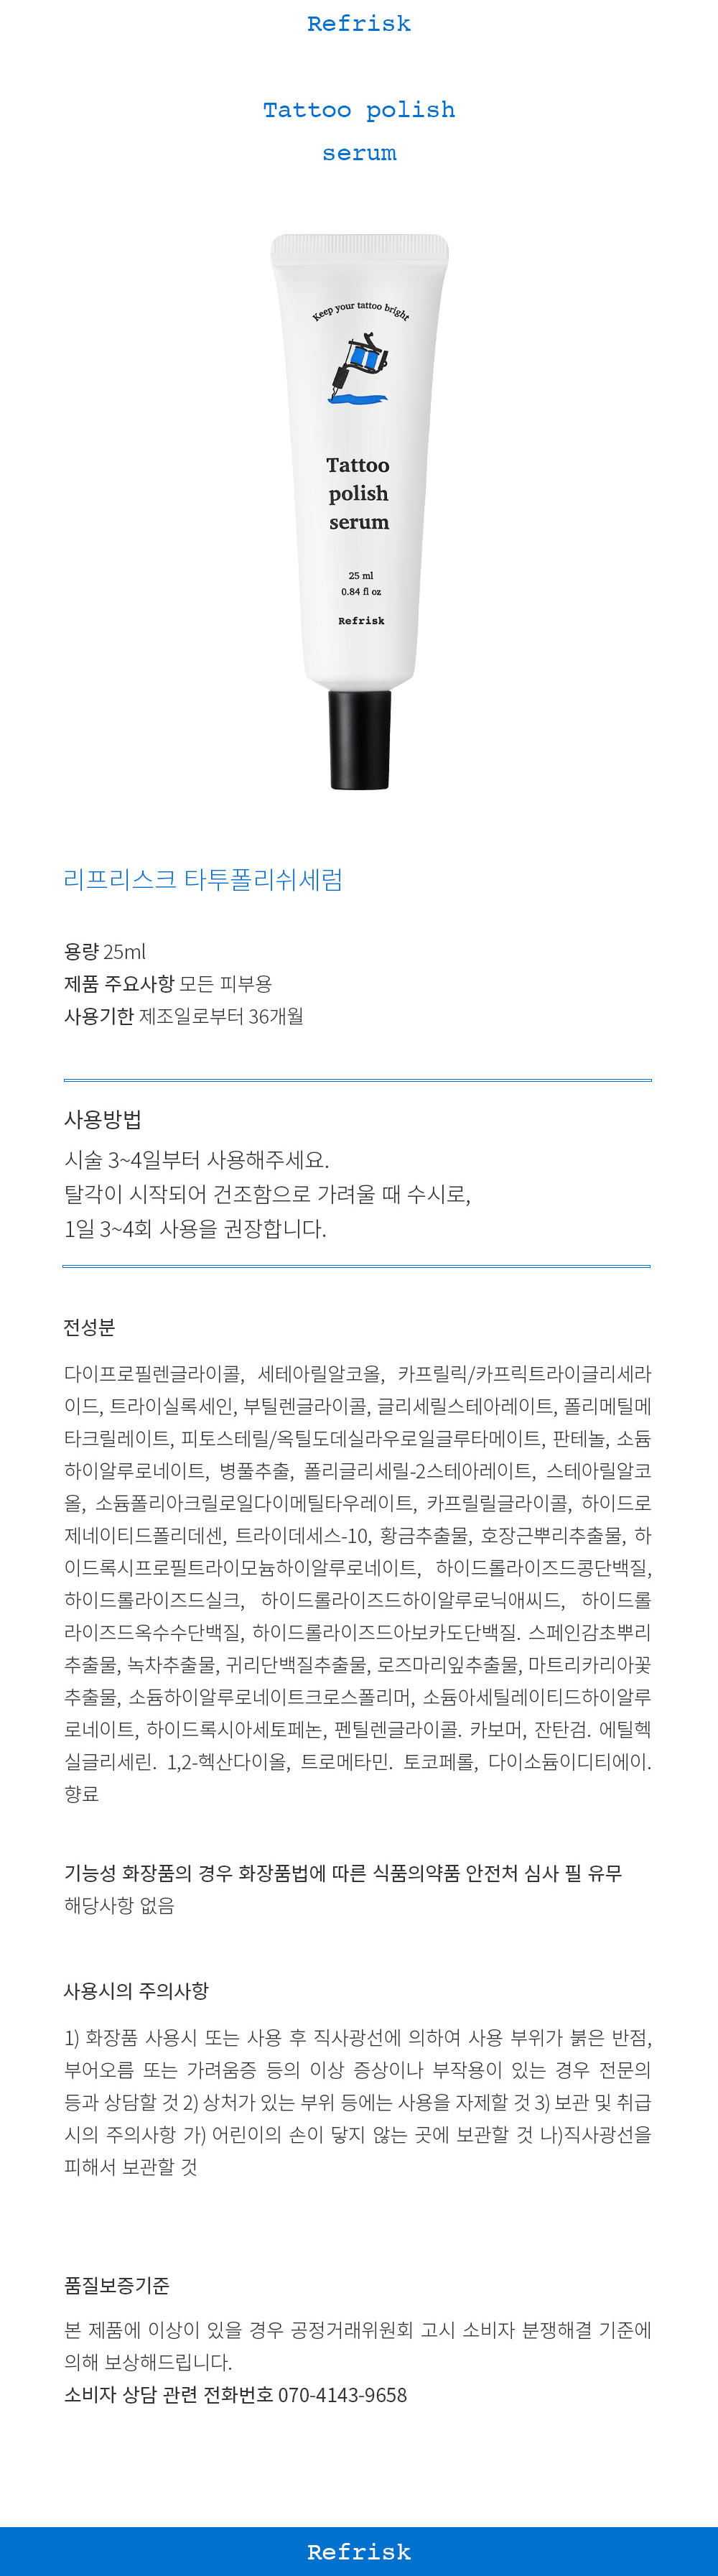 Refrisk
Tattoo polish
serum
Keep your tattoo bright
Tattoo
polish
serum
25 ml
0.84 fl oz
Refrisk
리프리스크 타투폴리쉬세럼
용량 25ml
제품 주요사항 모든 피부용
사용기한 제조일로부터 36개월
사용방법
시술 3~4일부터 사용해주세요.
탈각이 시작되어 건조함으로 가려울 때 수시로,
1일 3~4회 사용을 권장합니다.
전성분
다이프로필렌글라이콜, 세테아릴알코올, 카프릴릭/카프릭트라이글리세라
이드, 트라이실록세인, 부틸렌글라이콜, 글리세릴스테아레이트, 폴리메틸메
타크릴레이트, 피토스테릴/옥틸도데실라우로일글루타메이트, 판테놀, 소듐
하이알루로네이트, 병풀추출, 폴리글리세릴-2스테아레이트, 스테아릴알코
올, 소듐폴리아크릴로일다이메틸타우레이트, 카프릴릴글라이콜, 하이드로
제네이티드폴리데센, 트라이데세스-10, 황금추출물, 호장근뿌리추출물, 하
이드록시프로필트라이모늄하이알루로네이트, 하이드롤라이즈드콩단백질,
하이드롤라이즈드실크, 하이드롤라이즈드하이알루로닉애씨드, 하이드롤
라이즈드옥수수단백질, 하이드롤라이즈드아보카도단백질. 스페인감초뿌리
추출물, 녹차추출물, 귀리단백질추출물, 로즈마리잎추출물, 마트리카리아꽃
추출물, 소듐하이알루로네이트크로스폴리머, 소듐아세틸레이티드하이알루
로네이트, 하이드록시아세토페논, 펜틸렌글라이콜. 카보머, 잔탄검. 에틸헥
실글리세린. 1,2-헥산다이올, 트로메타민. 토코페롤, 다이소듐이디티에이.
향료
기능성 화장품의 경우 화장품법에 따른 식품의약품 안전처 심사 필 유무
해당사항 없음
사용시의 주의사항
1) 화장품 사용시 또는 사용 후 직사광선에 의하여 사용 부위가 붉은 반점,
부어오름 또는 가려움증 등의 이상 증상이나 부작용이 있는 경우 전문의
등과 상담할 것 2) 상처가 있는 부위 등에는 사용을 자제할 것 3) 보관 및 취급
시의 주의사항 가) 어린이의 손이 닿지 않는 곳에 보관할 것 나)직사광선을
피해서 보관할 것
품질보증기준
본 제품에 이상이 있을 경우 공정거래위원회 고시 소비자 분쟁해결 기준에
의해 보상해드립니다.
소비자 상담 관련 전화번호 070-4143-9658
Refrisk